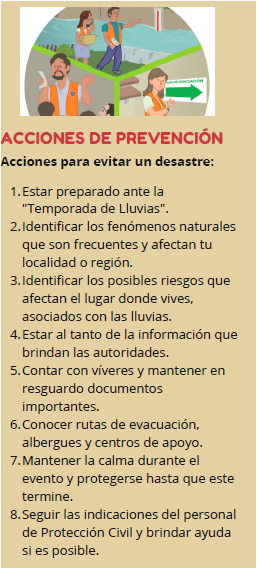 RUTA DE EVACUACIÓN
ACCIONES DE PREVENCIÓN
Acciones para evitar un desastre:
1. Estar preparado ante la
"Temporada de Lluvias".
2. Identificar los fenómenos naturales
que son frecuentes y afectan tu
localidad o región.
3. Identificar los posibles riesgos que
afectan el lugar donde vives,
asociados con las lluvias.
4. Estar al tanto de la información que
brindan las autoridades.
5. Contar con víveres y mantener en
resguardo documentos
importantes.
6. Conocer rutas de evacuación,
albergues y centros de apoyo.
7. Mantener la calma durante el
evento y protegerse hasta que este
termine.
8. Seguir las indicaciones del personal
de Protección Civil y brindar ayuda
si es posible.